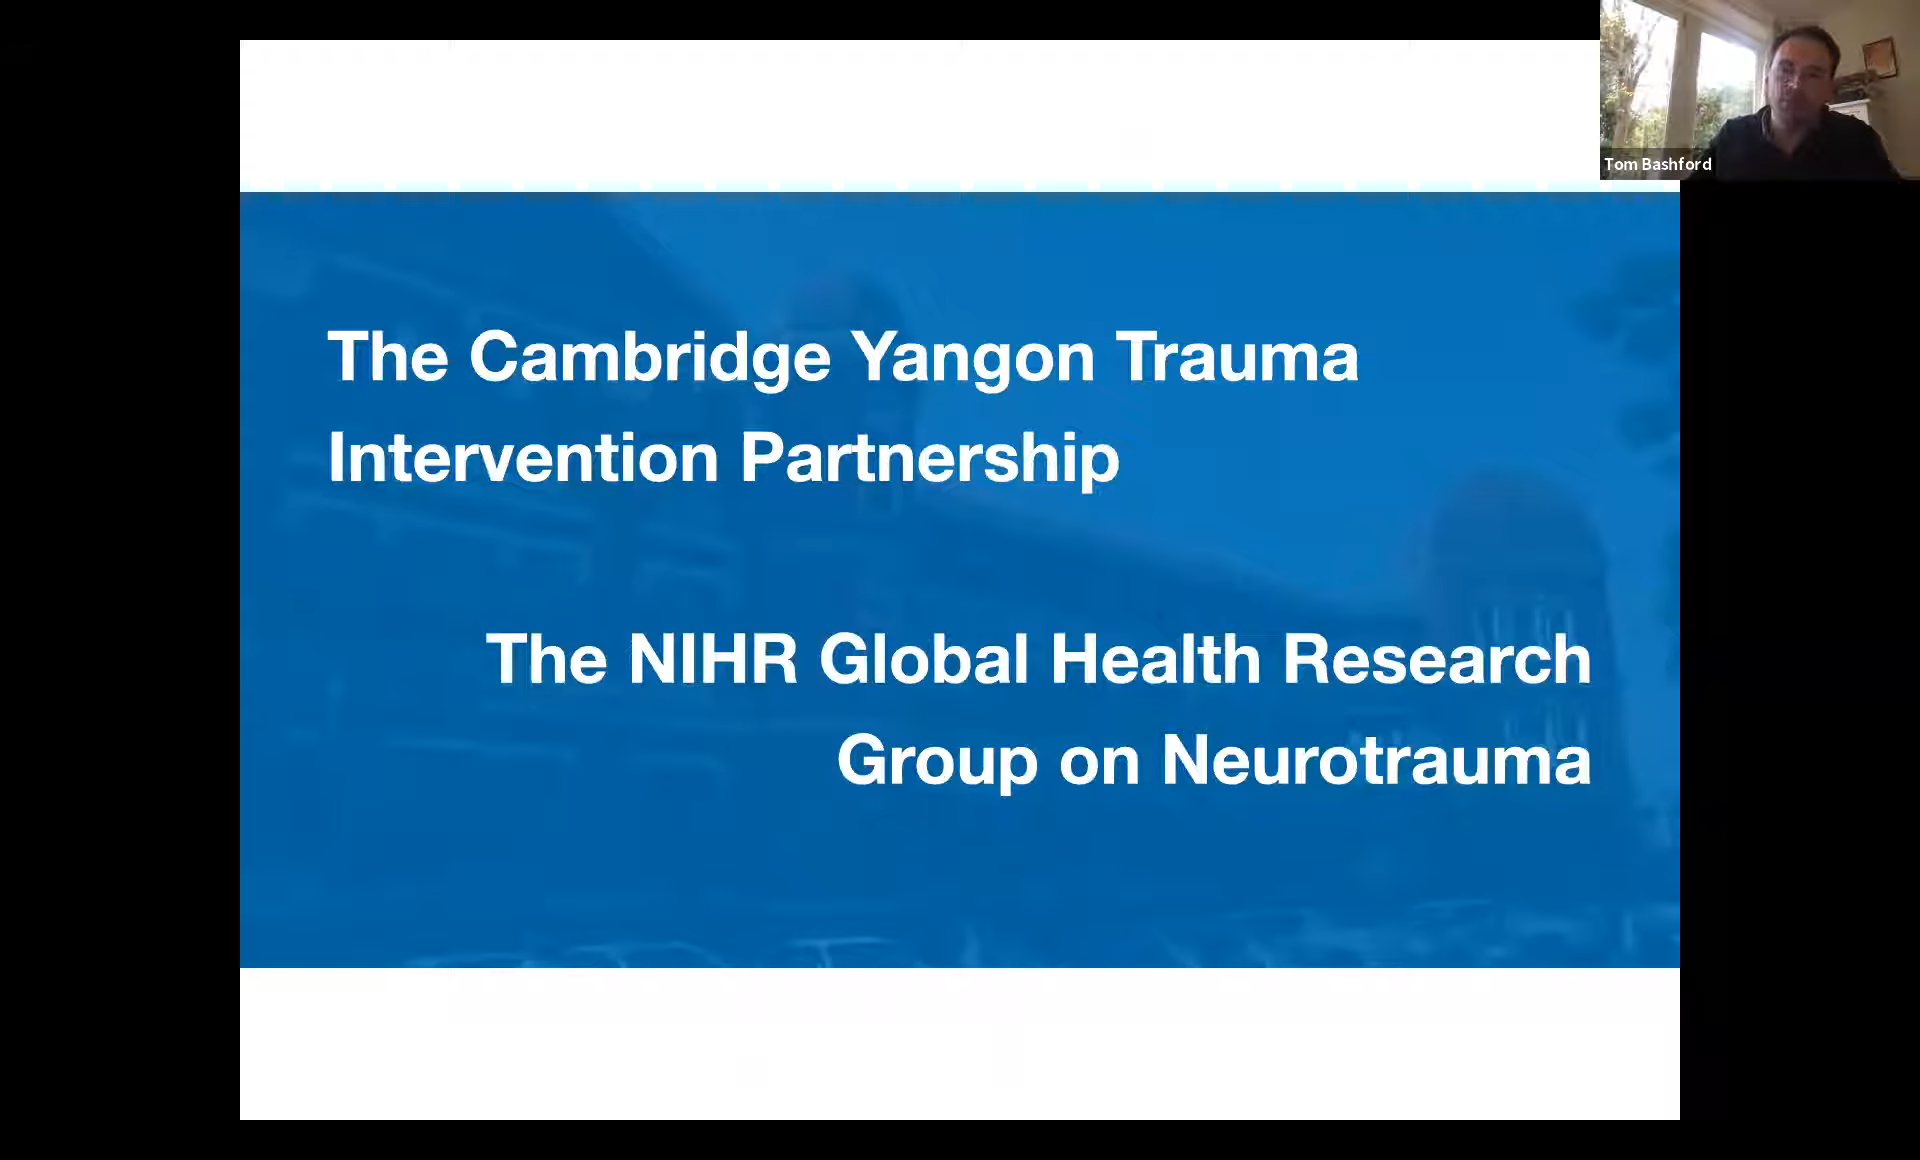 Tom Bashford
The Cambridge Yangon Trauma
Intervention Partnership
The NIHR Global Health Research
Group on Neurotrauma